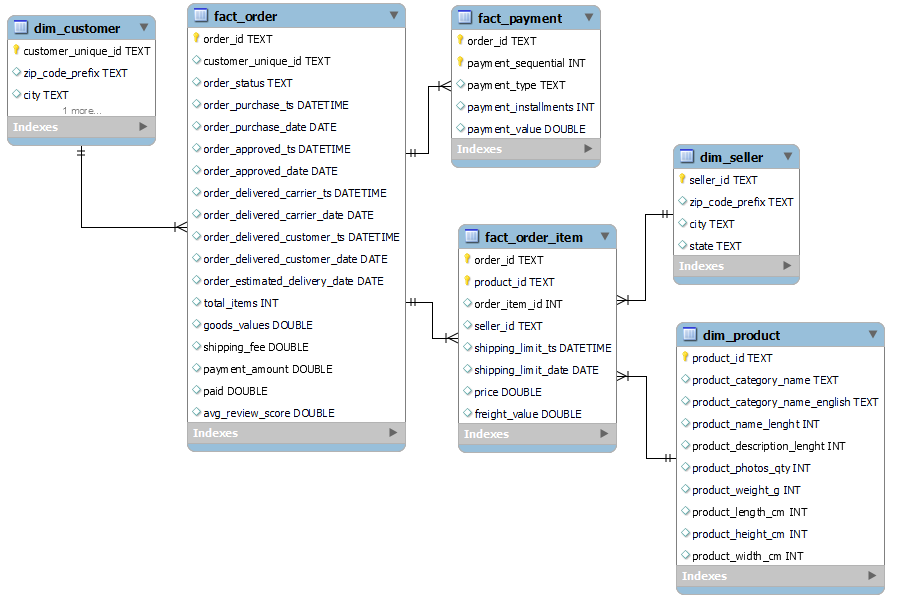 dim_customer
customer_unique_id TEXT
zip_code_prefix TEXT
city TEXT
1 more...
Indexes
fact_order
order_id TEXT
customer_unique_id TEXT
order_status TEXT
order_purchase_ts DATETIME
order_purchase_date DATE
order_approved_ts DATETIME
order_approved_date DATE
order_delivered_carrier_ts DATETIME
order_delivered_carrier_date DATE
order_delivered_customer_ts DATETIME
order_delivered_customer_date DATE
order_estimated_delivery_date DATE
total_items INT
goods_values DOUBLE
shipping_fee DOUBLE
payment_amount DOUBLE
paid DOUBLE
avg_review_score DOUBLE
Indexes
fact_payment
order_id TEXT
payment_sequential INT
payment_type TEXT
payment_installments INT
payment_value DOUBLE
Indexes
fact_order_item
order_id TEXT
product_id TEXT
order_item_id INT
seller_id TEXT
shipping_limit_ts DATETIME
shipping_limit_date DATE
price DOUBLE
freight_value DOUBLE
Indexes
dim_seller
seller_id TEXT
zip_code_prefix TEXT
city TEXT
state TEXT
Indexes
dim_product
product_id TEXT
product_category_name TEXT
product_category_name_english TEXT
product_name_lenght INT
product_description_lenght INT
product_photos_qty INT
product_weight_g INT
product_length_cm INT
product_height_cm INT
product_width_cm INT
Indexes